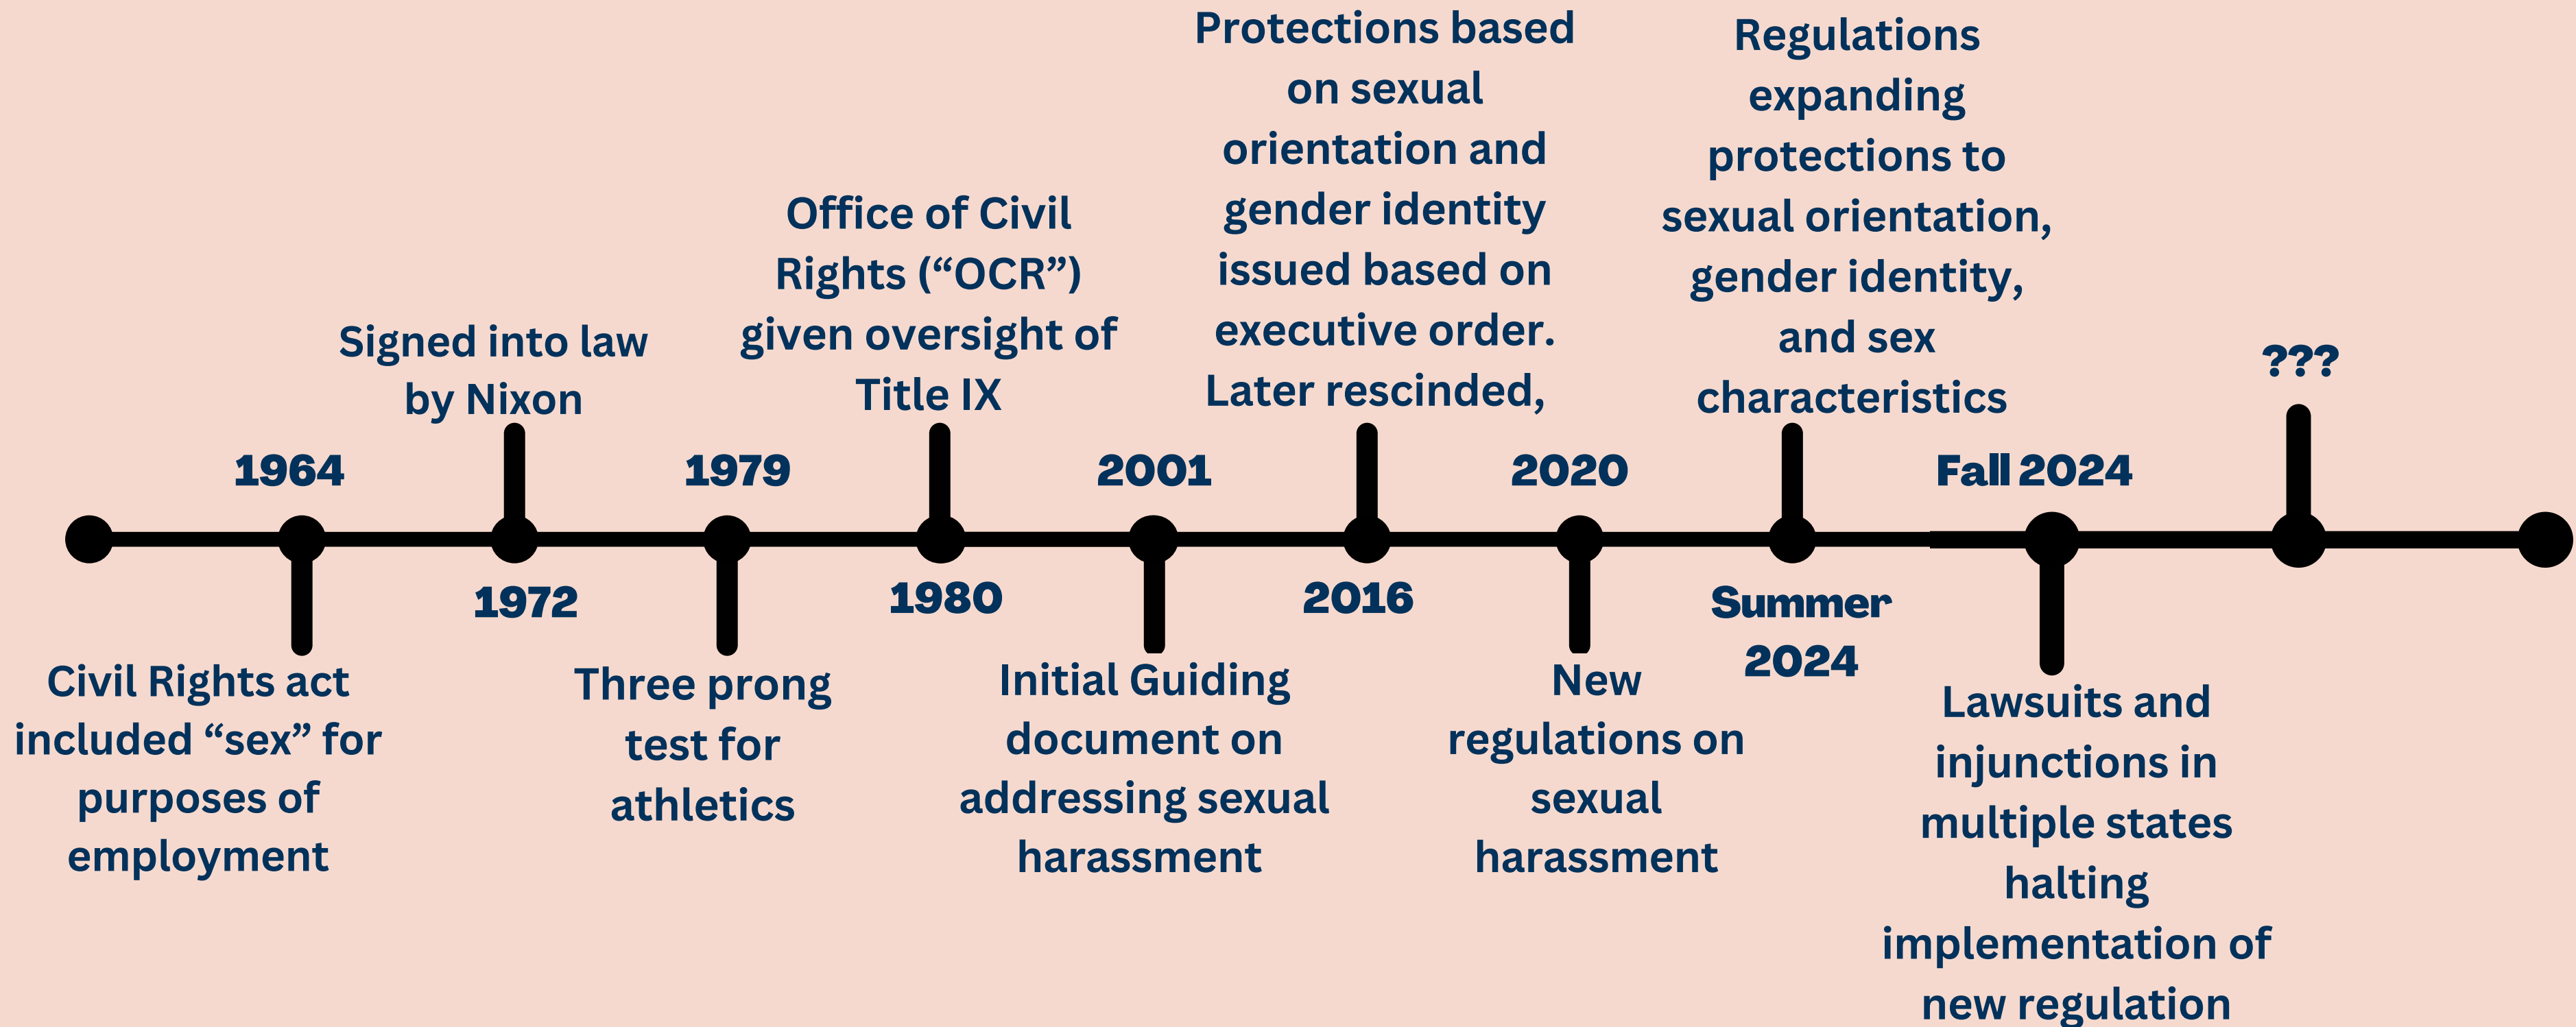 1964
Civil Rights act
included “sex” for
purposes of
employment
Signed into law
by Nixon
1972
1979
Three prong
test for
athletics
Office of Civil
Rights (“OCR”)
given oversight of
Title IX
1980
2001
Initial Guiding
document on
addressing sexual
harassment
Protections based
on sexual
orientation and
gender identity
issued based on
executive order.
Later rescinded,
2016
2020
New
regulations on
sexual
harassment
Regulations
expanding
protections to
sexual orientation,
gender identity,
and sex
characteristics
Summer
2024
Fall 2024
Lawsuits and
injunctions in
multiple states
halting
implementation of
new regulation
???